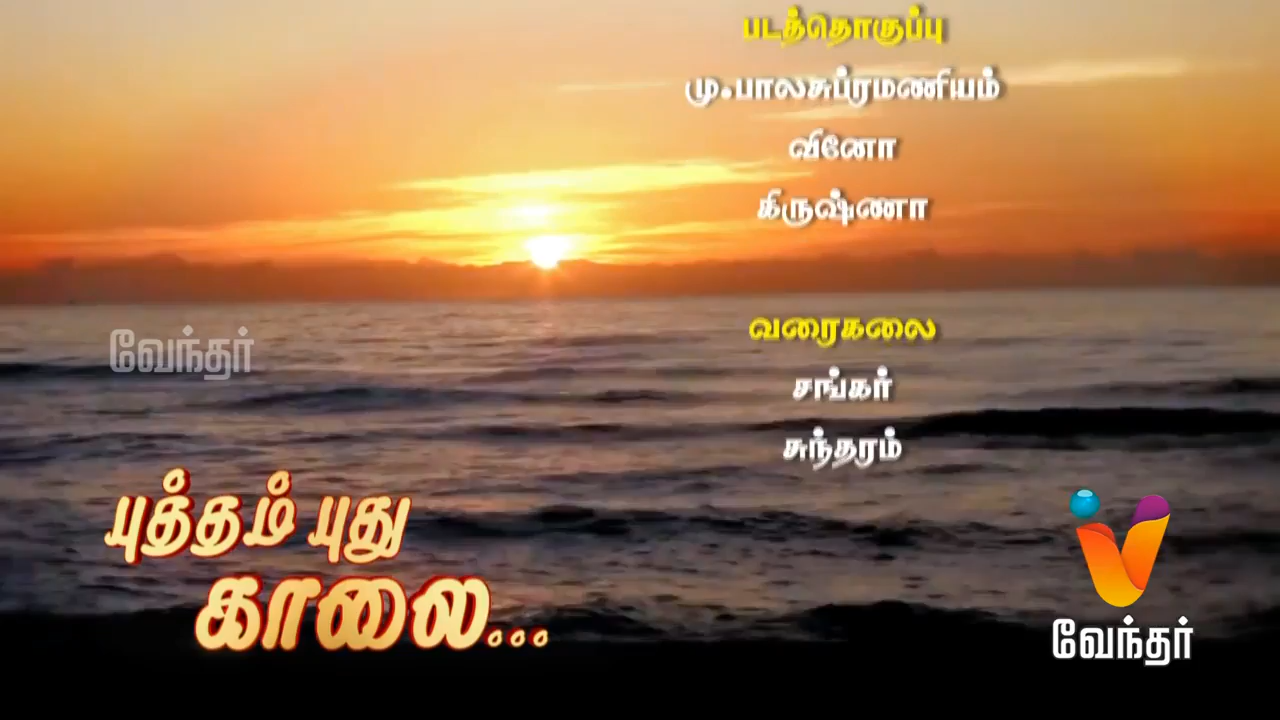 படத்தொகுப்பு
மு.பாலசுப்ரமணியம்
வினோ
கிருஷ்ணா
வரைகலை
சங்கர்
சுந்தரம்
வேந்தர்
புத்தம் புது
காலை...
வேந்தர்